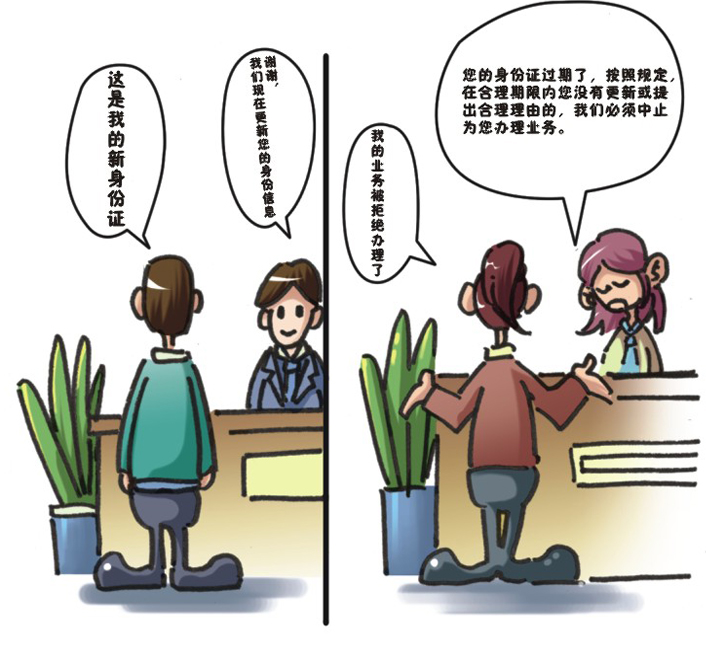 这是我的新身份证
谢谢，
我们现在更新您的身份信息
我的业务被拒绝办理了
您的身份证过期了，按照规定，
在合理期限内您没有更新或提
出合理理由的，我们必须中止
为您办理业务。